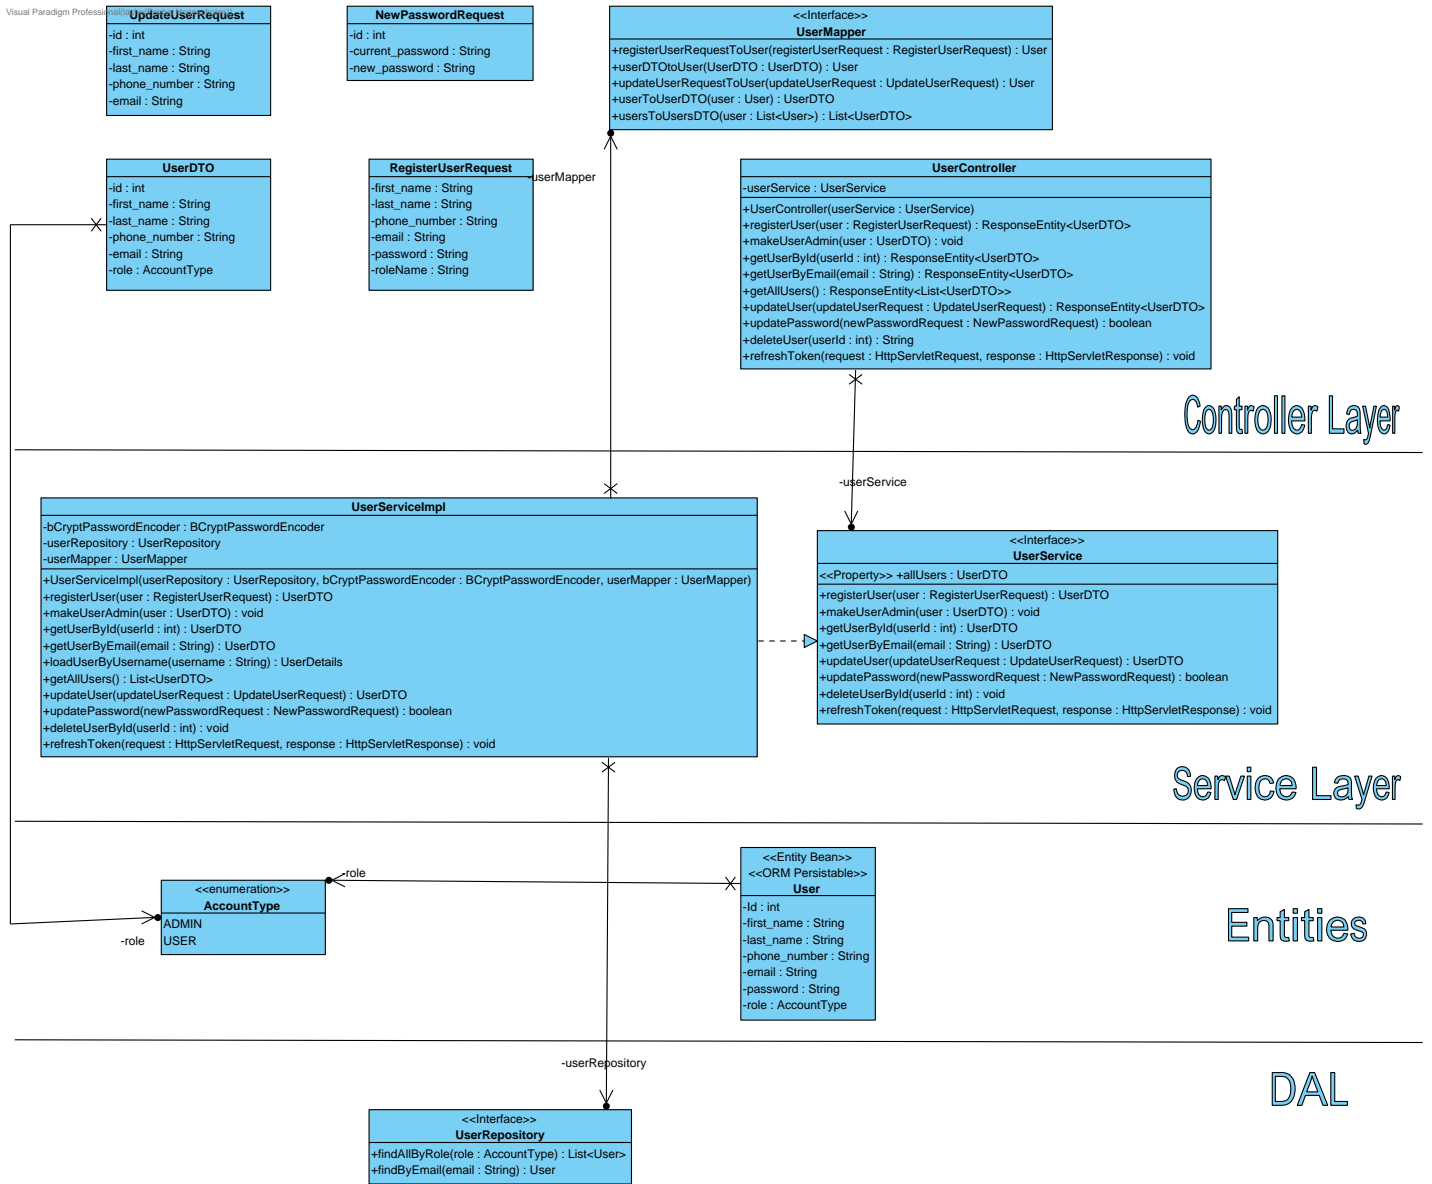 Visual Paradigm Professional
UpdateUserRequest
-id : int
-first_name : String
-last_name : String
-phone_number : String
-email : String
NewPasswordRequest
-id : int
-current_password : String
-new_password : String
<<Interface>>
UserMapper
+registerUserRequestToUser(registerUserRequest : RegisterUserRequest) : User
+userDTOtoUser(UserDTO : UserDTO) : User
+updateUserRequestToUser(updateUserRequest : UpdateUserRequest) : User
+userToUserDTO(user : User) : UserDTO
+usersToUsersDTO(user : List<User>) : List<UserDTO>
UserDTO
-id : int
-first_name : String
-last_name : String
-phone_number : String
-email : String
-role : AccountType
RegisterUserRequest
-first_name : String
-last_name : String
-phone_number : String
-email : String
-password : String
-roleName : String
-userMapper
UserController
-userService : UserService
+UserController(userService : UserService)
+registerUser(user : RegisterUserRequest) : ResponseEntity<UserDTO>
+makeUserAdmin(user : UserDTO) : void
+getUserById(userId : int) : ResponseEntity<UserDTO>
+getUserByEmail(email : String) : ResponseEntity<UserDTO>
+getAllUsers() : ResponseEntity<List<UserDTO>>
+updateUser(updateUserRequest : UpdateUserRequest) : ResponseEntity<UserDTO>
+updatePassword(newPasswordRequest : NewPasswordRequest) : boolean
+deleteUser(userId : int) : String
+refreshToken(request : HttpServletRequest, response : HttpServletResponse) : void
Controller Layer
-userService
UserServiceImpl
-bCryptPasswordEncoder : BCryptPasswordEncoder
-userRepository : UserRepository
-userMapper : UserMapper
+UserServiceImpl(userRepository : UserRepository, bCryptPasswordEncoder : BCryptPasswordEncoder, userMapper : UserMapper)
+registerUser(user : RegisterUserRequest) : UserDTO
+makeUserAdmin(user : UserDTO) : void
+getUserById(userId : int) : UserDTO
+getUserByEmail(email : String) : UserDTO
+loadUserByUsername(username : String) : UserDetails
+getAllUsers() : List<UserDTO>
+updateUser(updateUserRequest : UpdateUserRequest) : UserDTO
+updatePassword(newPasswordRequest : NewPasswordRequest) : boolean
+deleteUserById(userId : int) : void
+refreshToken(request : HttpServletRequest, response : HttpServletResponse) : void
<<Interface>>
UserService
<<Property>> +allUsers : UserDTO
+registerUser(user : RegisterUserRequest) : UserDTO
+makeUserAdmin(user : UserDTO) : void
+getUserById(userId : int) : UserDTO
+getUserByEmail(email : String) : UserDTO
+updateUser(updateUserRequest : UpdateUserRequest) : UserDTO
+updatePassword(newPasswordRequest : NewPasswordRequest) : boolean
+deleteUserById(userId : int) : void
+refreshToken(request : HttpServletRequest, response : HttpServletResponse) : void
Service Layer
<<enumeration>>
AccountType
ADMIN
USER
-role
-role
<<Entity Bean>>
<<ORM Persistable>>
User
-Id : int
-first_name : String
-last_name : String
-phone_number : String
-email : String
-password : String
-role : AccountType
Entities
-userRepository
DAL
<<Interface>>
UserRepository
+findAllByRole(role : AccountType) : List<User>
+findByEmail(email : String) : User